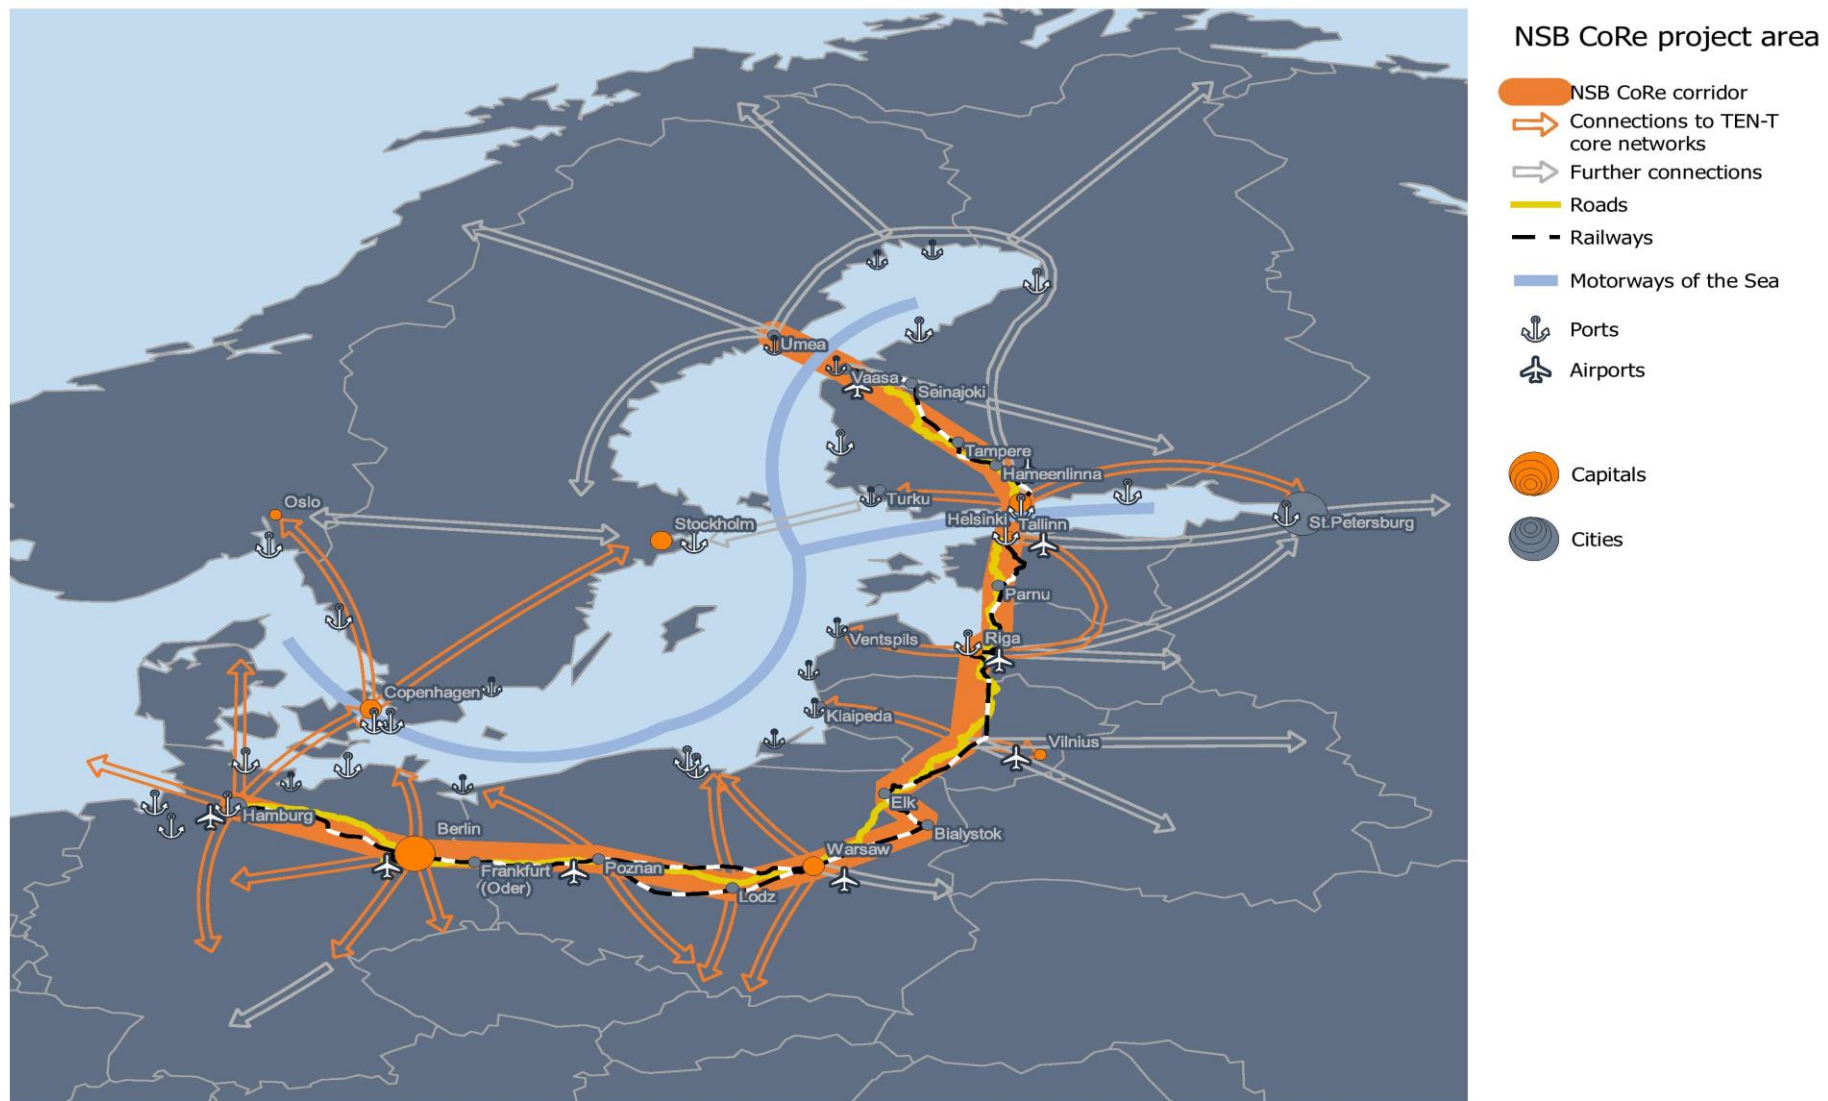 NSB CoRe project area
NSB CoRe corridor
Connections to TEN-T
core networks
Further connections
Roads
Railways
Motorways of the Sea
Ports
Airports
Capitals
Cities
Umea
Vaasa
Seinajoki
Tampere
Hameenlinna
Turku
Helsinki
Tallinn
St.Petersburg
Oslo
Stockholm
Parnu
Ventspils
Riga
Copenhagen
Klaipeda
Vilnius
Elk
Bialystok
Hamburg
Berlin
Warsaw
Frankfurt
(Oder)
Poznan
Lodz